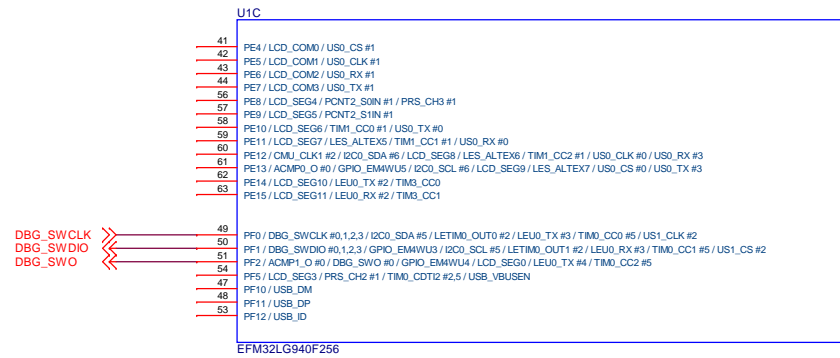 U1C
41 PE4 / LCD_COM0 / US0_CS #1
42 PE5 / LCD_COM1 / US0_CLK #1
43 PE6 / LCD_COM2 / US0_RX #1
44 PE7 / LCD_COM3 / US0_TX #1
56 PE8 / LCD_SEG4 / PCNT2_S0IN #1 / PRS_CH3 #1
57 PE9 / LCD_SEG5 / PCNT2_S1IN #1
58 PE10 / LCD_SEG6 / TIM1_CC0 #1 / US0_TX #0
59 PE11 / LCD_SEG7 / LES_ALTEX5 / TIM1_CC1 #1 / US0_RX #0
60 PE12 / CMU_CLK1 #2 / I2C0_SDA #6 / LCD_SEG8 / LES_ALTEX6 / TIM1_CC2 #1 / US0_CLK #0 / US0_RX #3
61 PE13 / ACMP0_O #0 / GPIO_EM4WU5 / I2C0_SCL #6 / LCD_SEG9 / LES_ALTEX7 / US0_CS #0 / US0_TX #3
62 PE14 / LCD_SEG10 / LEU0_TX #2 / TIM3_CC0
63 PE15 / LCD_SEG11 / LEU0_RX #2 / TIM3_CC1
DBG_SWCLK 49 PF0 / DBG_SWCLK #0,1,2,3 / I2C0_SDA #5 / LETIM0_OUT0 #2 / LEU0_TX #3 / TIM0_CC0 #5 / US1_CLK #2
DBG_SWDIO 50 PF1 / DBG_SWDIO #0,1,2,3 / GPIO_EM4WU3 / I2C0_SCL #5 / LETIM0_OUT1 #2 / LEU0_RX #3 / TIM0_CC1 #5 / US1_CS #2
DBG_SWO 51 PF2 / ACMP1_O #0 / DBG_SWO #0 / GPIO_EM4WU4 / LCD_SEG0 / LEU0_TX #4 / TIM0_CC2 #5
54 PF5 / LCD_SEG3 / PRS_CH2 #1 / TIM0_CDTI2 #2,5 / USB_VBUSEN
47 PF10 / USB_DM
48 PF11 / USB_DP
53 PF12 / USB_ID
EFM32LG940F256